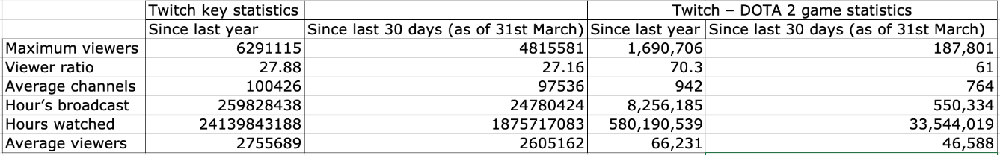 Twitch key statistics Twitch – DOTA 2 game statistics
Since last year Since last 30 days (as of 31st March) Since last year Since last 30 days (as of 31st March)
Maximum viewers 6291115 4815581 1,690,706 187,801
Viewer ratio 27.88 27.16 70.3 61
Average channels 100426 97536 942 764
Hour’s broadcast 259828438 24780424 8,256,185 550,334
Hours watched 24139843188 1875717083 580,190,539 33,544,019
Average viewers 2755689 2605162 66,231 46,588